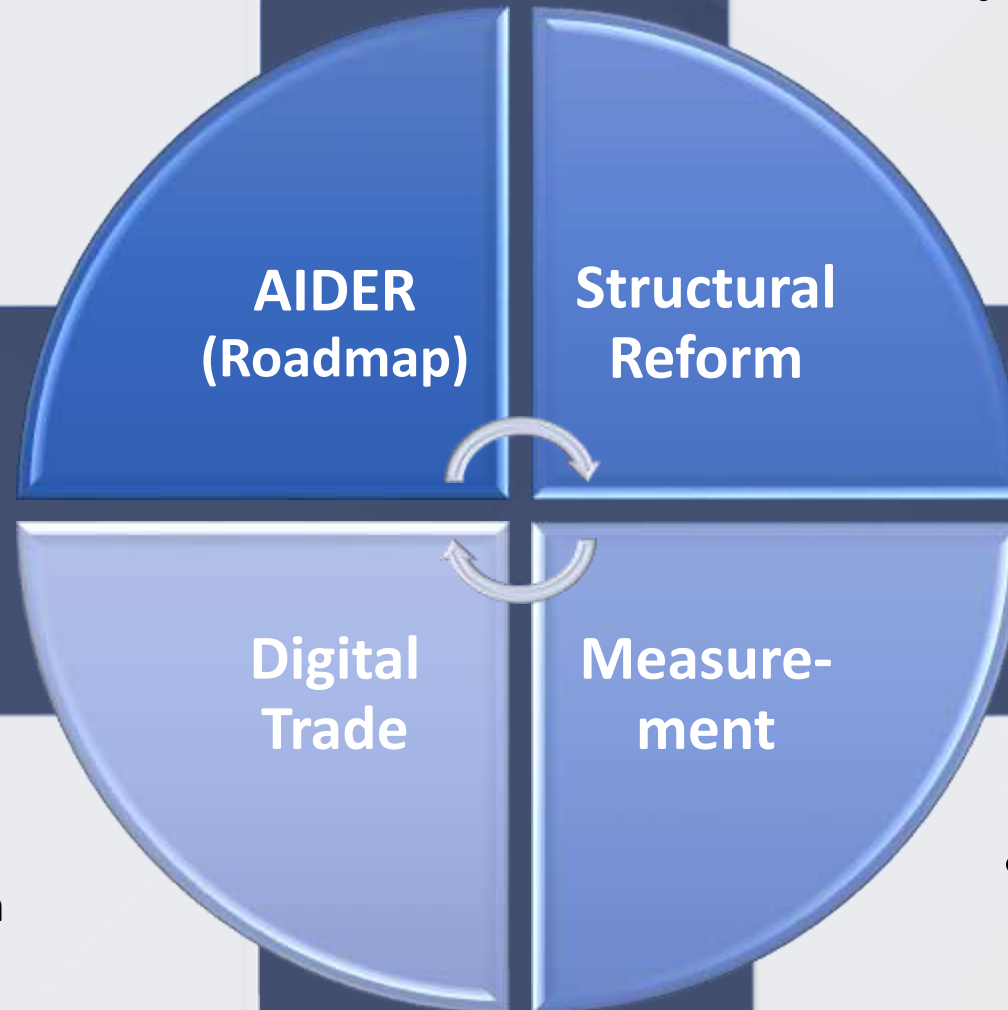 AIDER
(Roadmap)
Structural
Reform
Digital
Trade
Measure-
ment